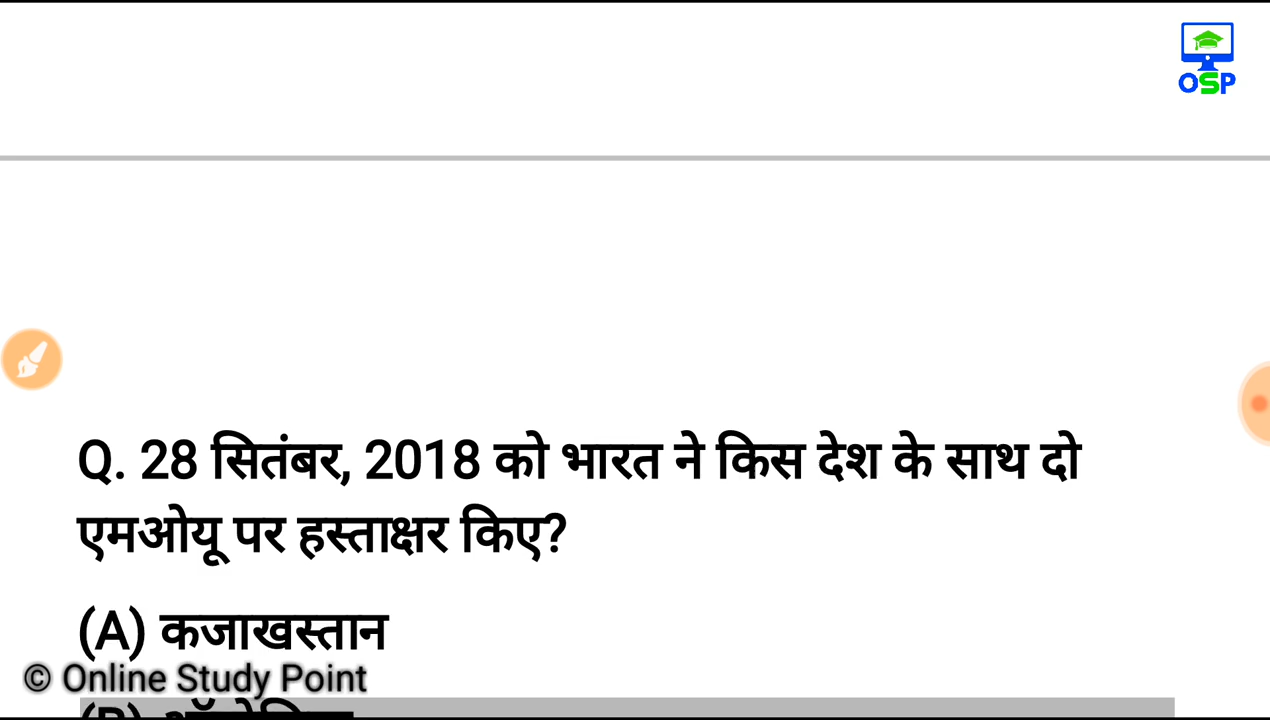 OSP
Q. 28 सितंबर, 2018 को भारत ने किस देश के साथ दो
एमओयू पर हस्ताक्षर किए?
(A) कजाखस्तान
© Online Study Point
(B)